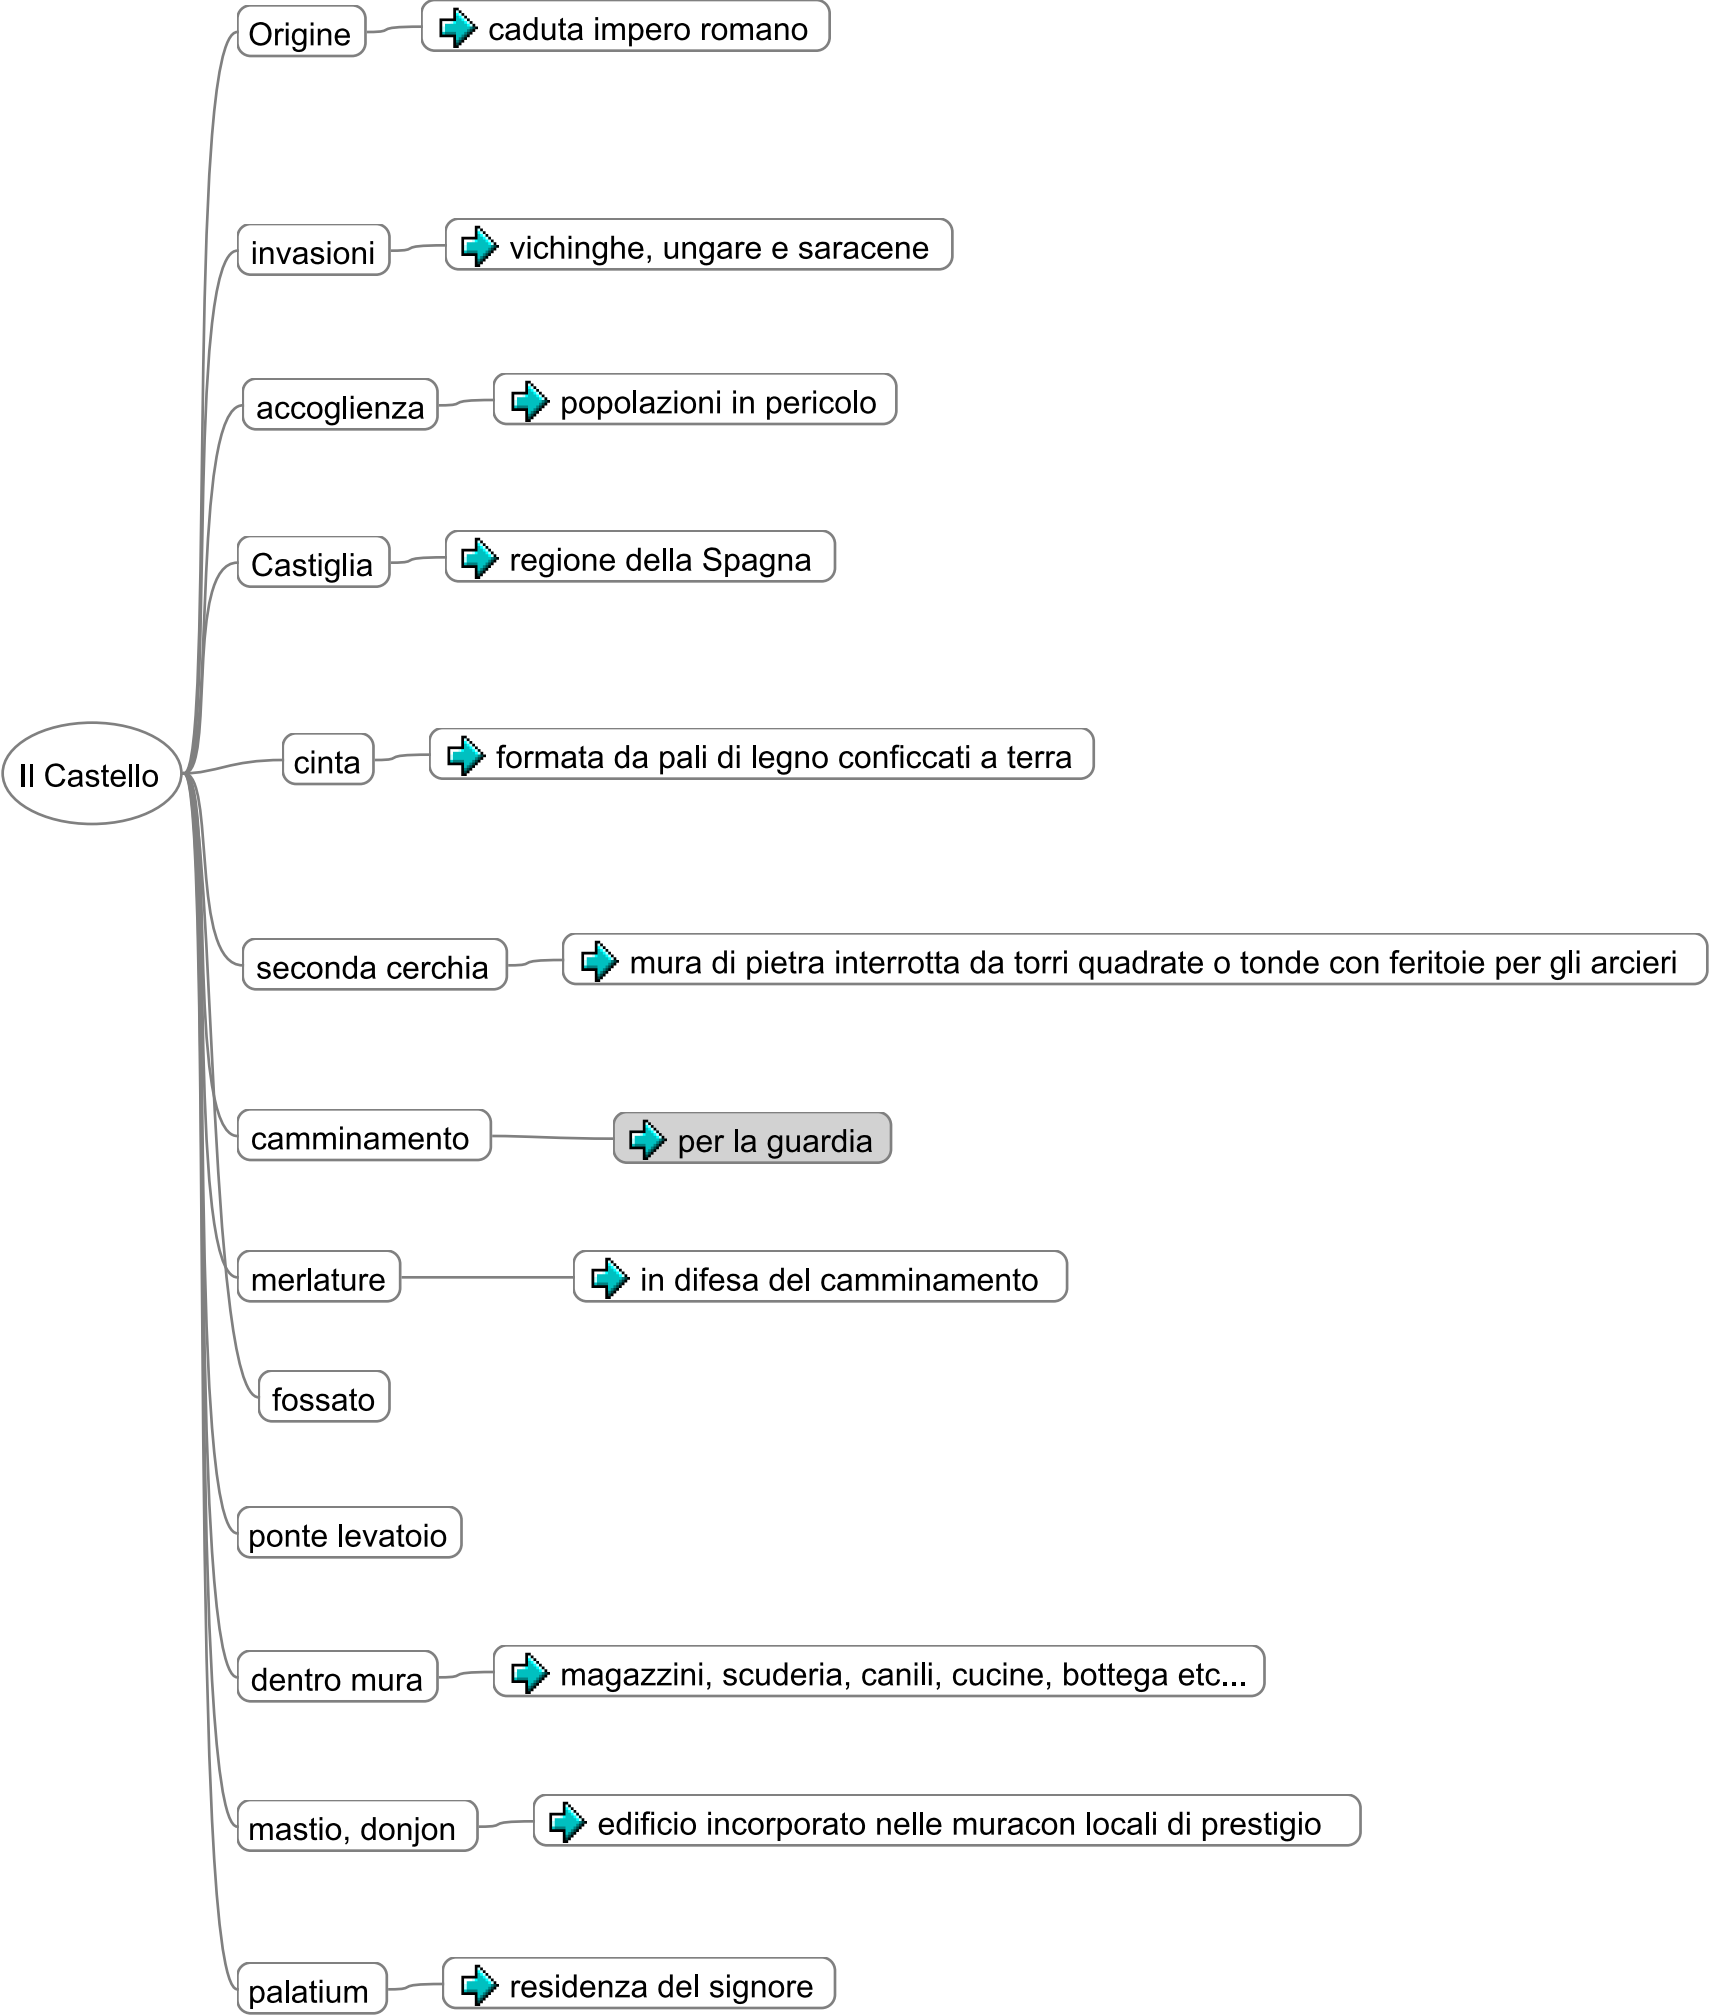 Origine
caduta impero romano
invasioni
vichinghe, ungare e saracene
accoglienza
popolazioni in pericolo
Castiglia
regione della Spagna
Il Castello
cinta
formata da pali di legno conficcati a terra
seconda cerchia
mura di pietra interrotta da torri quadrate o tonde con feritoie per gli arcieri
camminamento
per la guardia
merlature
in difesa del camminamento
fossato
ponte levatoio
dentro mura
magazzini, scuderia, canili, cucine, bottega etc...
mastio, donjon
edificio incorporato nelle muracon locali di prestigio
palatium
residenza del signore